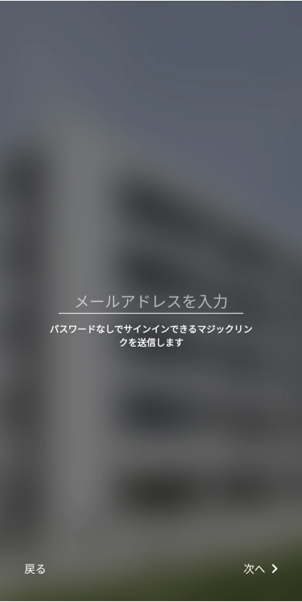 メールアドレスを入力
パスワードなしでサインインできるマジックリン
クを送信します
戻る
次へ